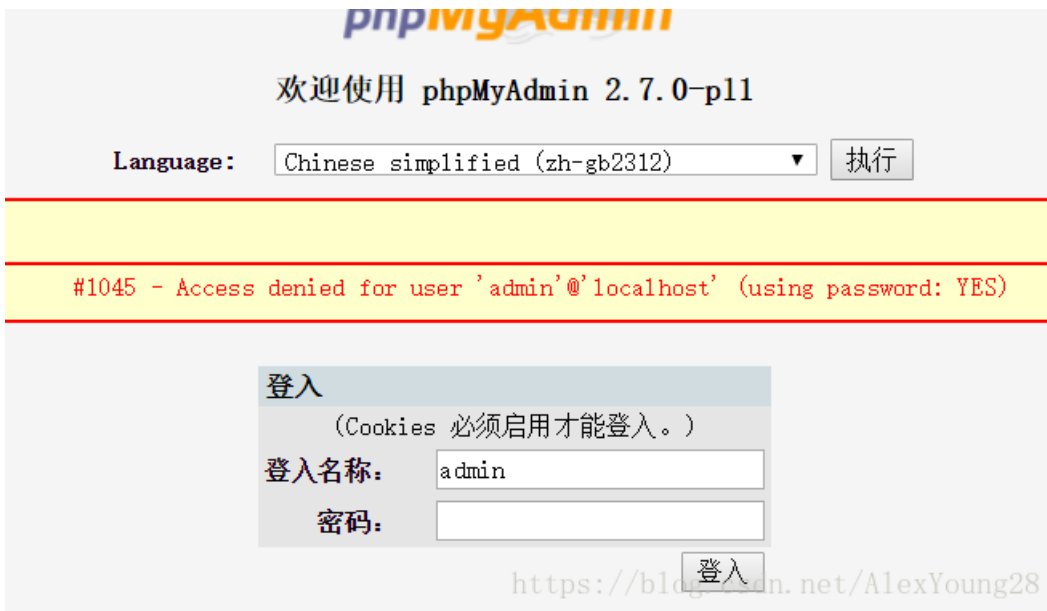 phpMyAdmin
欢迎使用 phpMyAdmin 2.7.0-pl1
Language: Chinese simplified (zh-gb2312) 执行
#1045 - Access denied for user 'admin'@'localhost' (using password: YES)
登入
(Cookies 必须启用才能登入。)
登入名称: admin
密码:
登入
https://blog.csdn.net/AlexYoung28